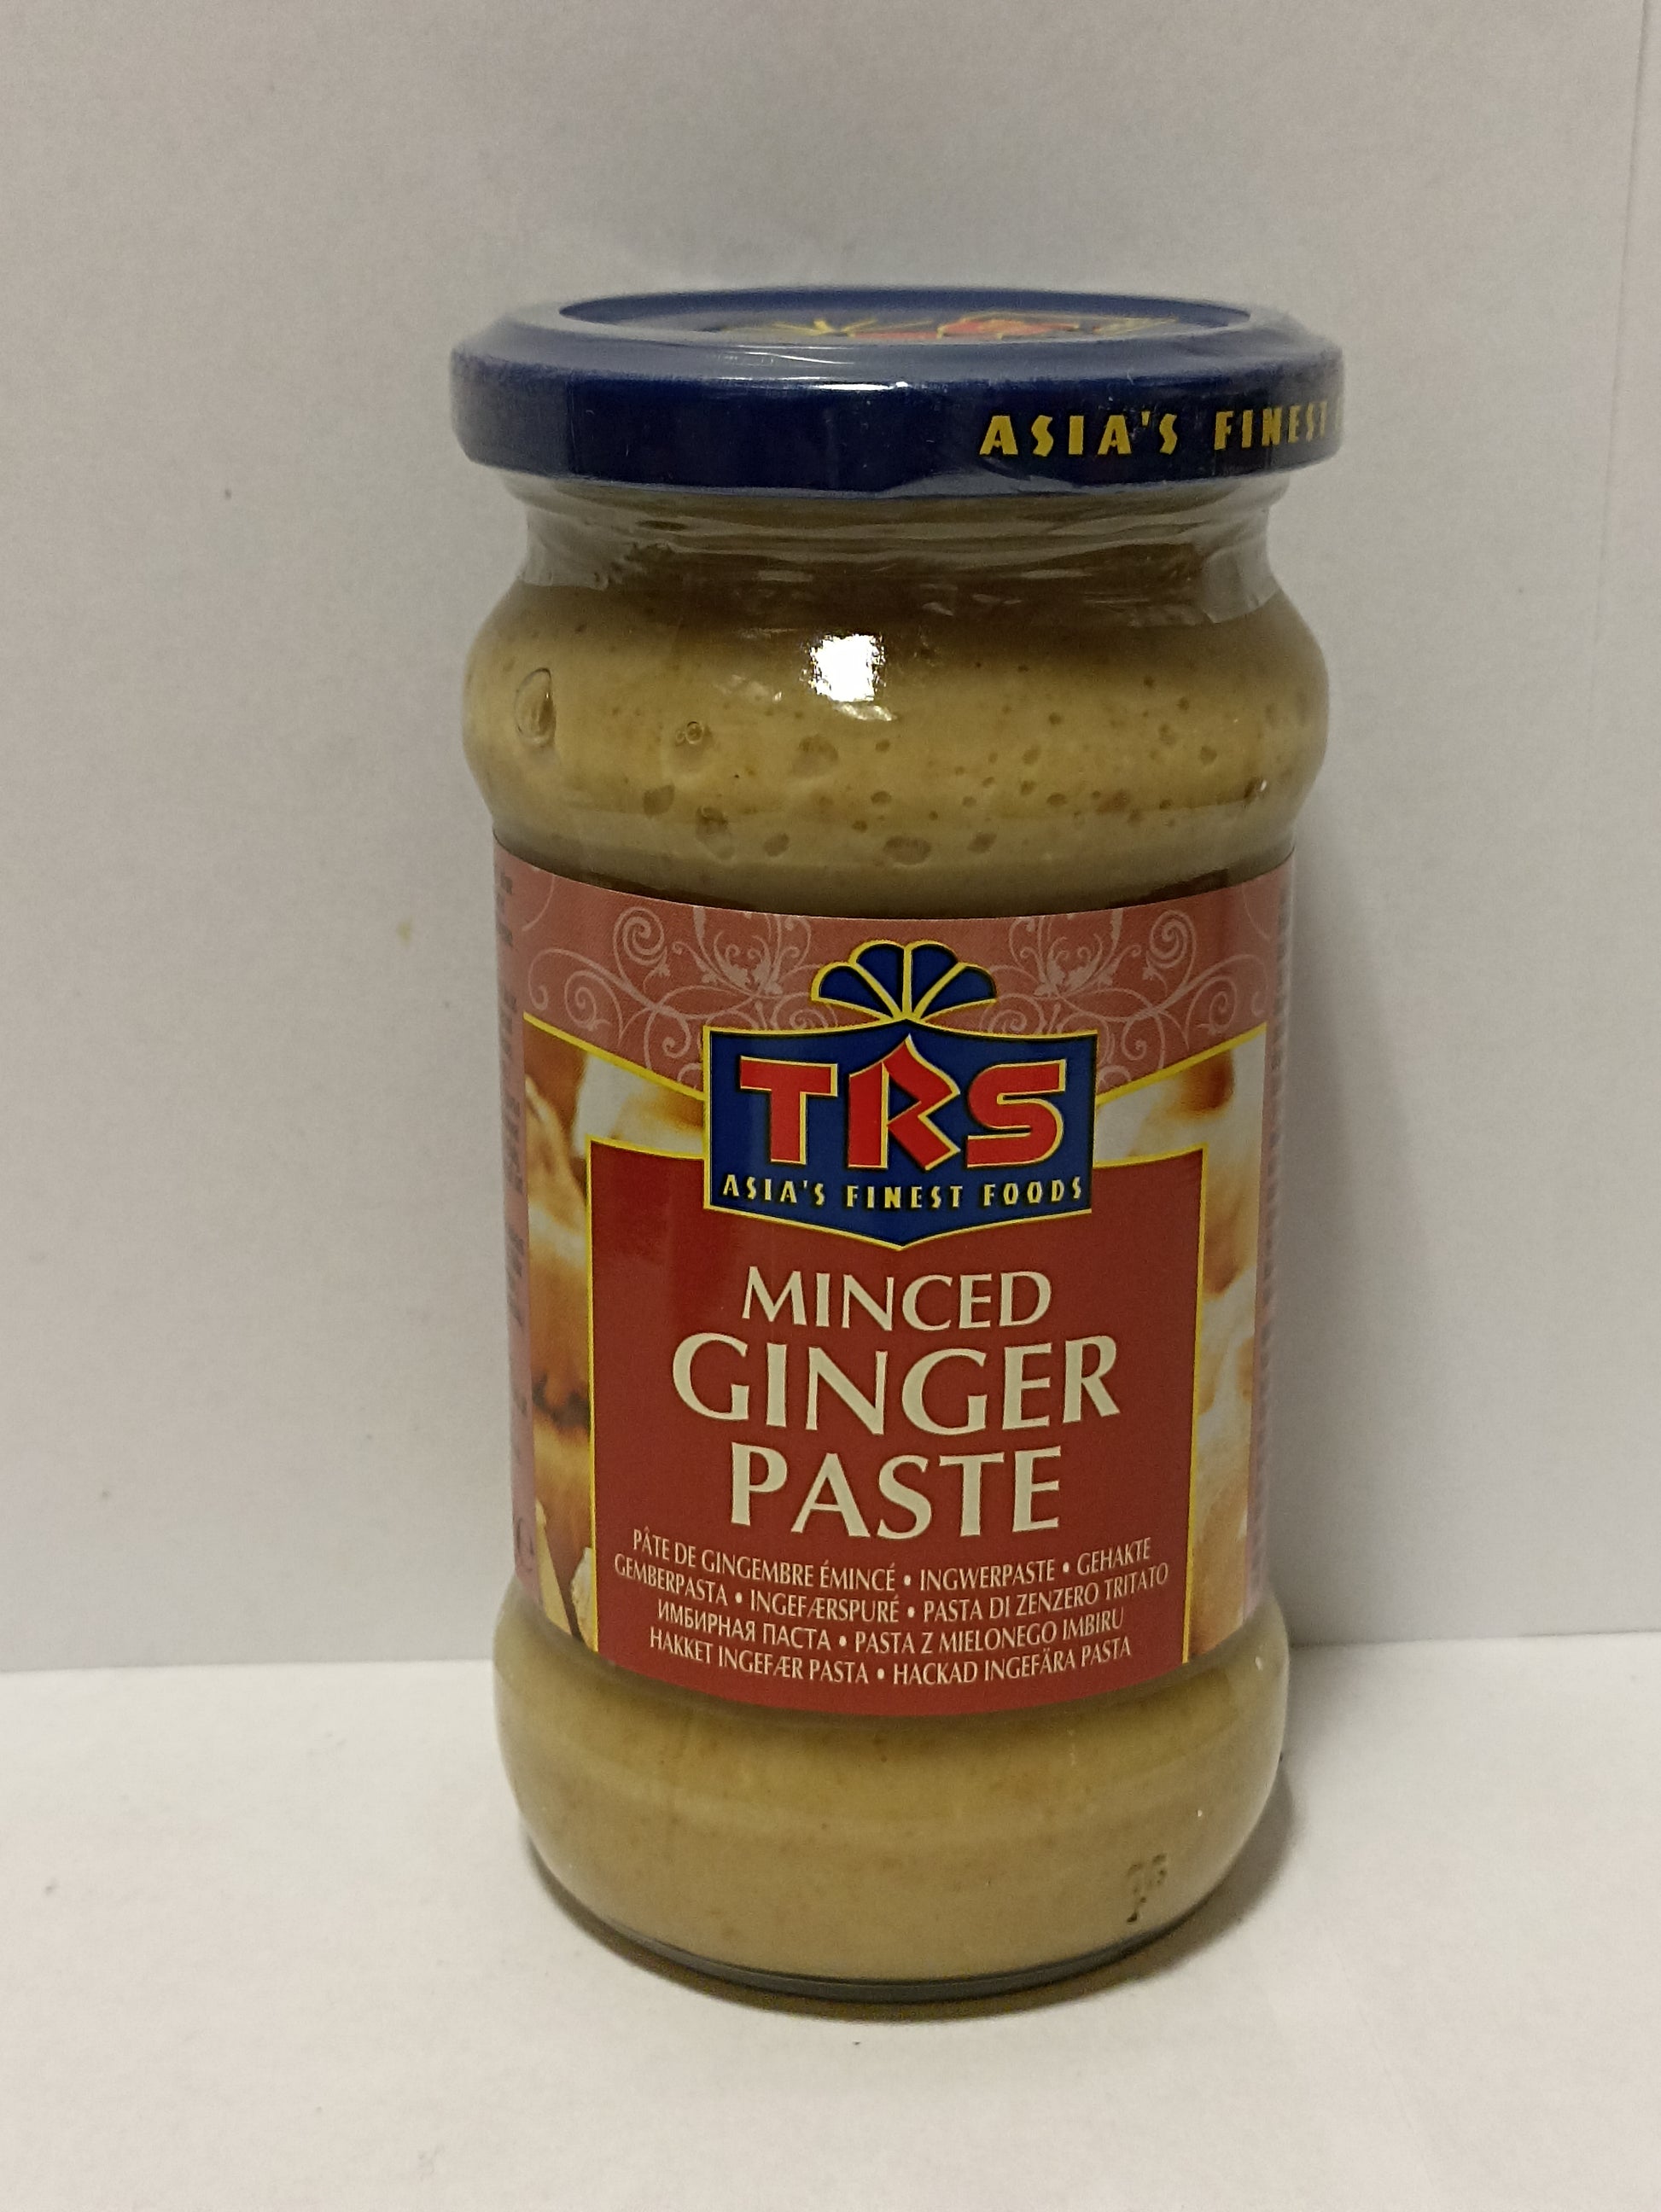 ASIA'S FINEST
TRS
ASIA'S FINEST FOODS
MINCED
GINGER
PASTE
PÂTE DE GINGEMBRE ÉMINCÉ • INGWERPASTE • GEHAKTE
GEMBERPASTA • INGEFÆRSPURÉ • PASTA DI ZENZERO TRITATO
ИМБИРНАЯ ПАСТА • PASTA Z MIELONEGO IMBIRU
HAKKET INGEFÆR PASTA • HACKAD INGEFÄRA PASTA